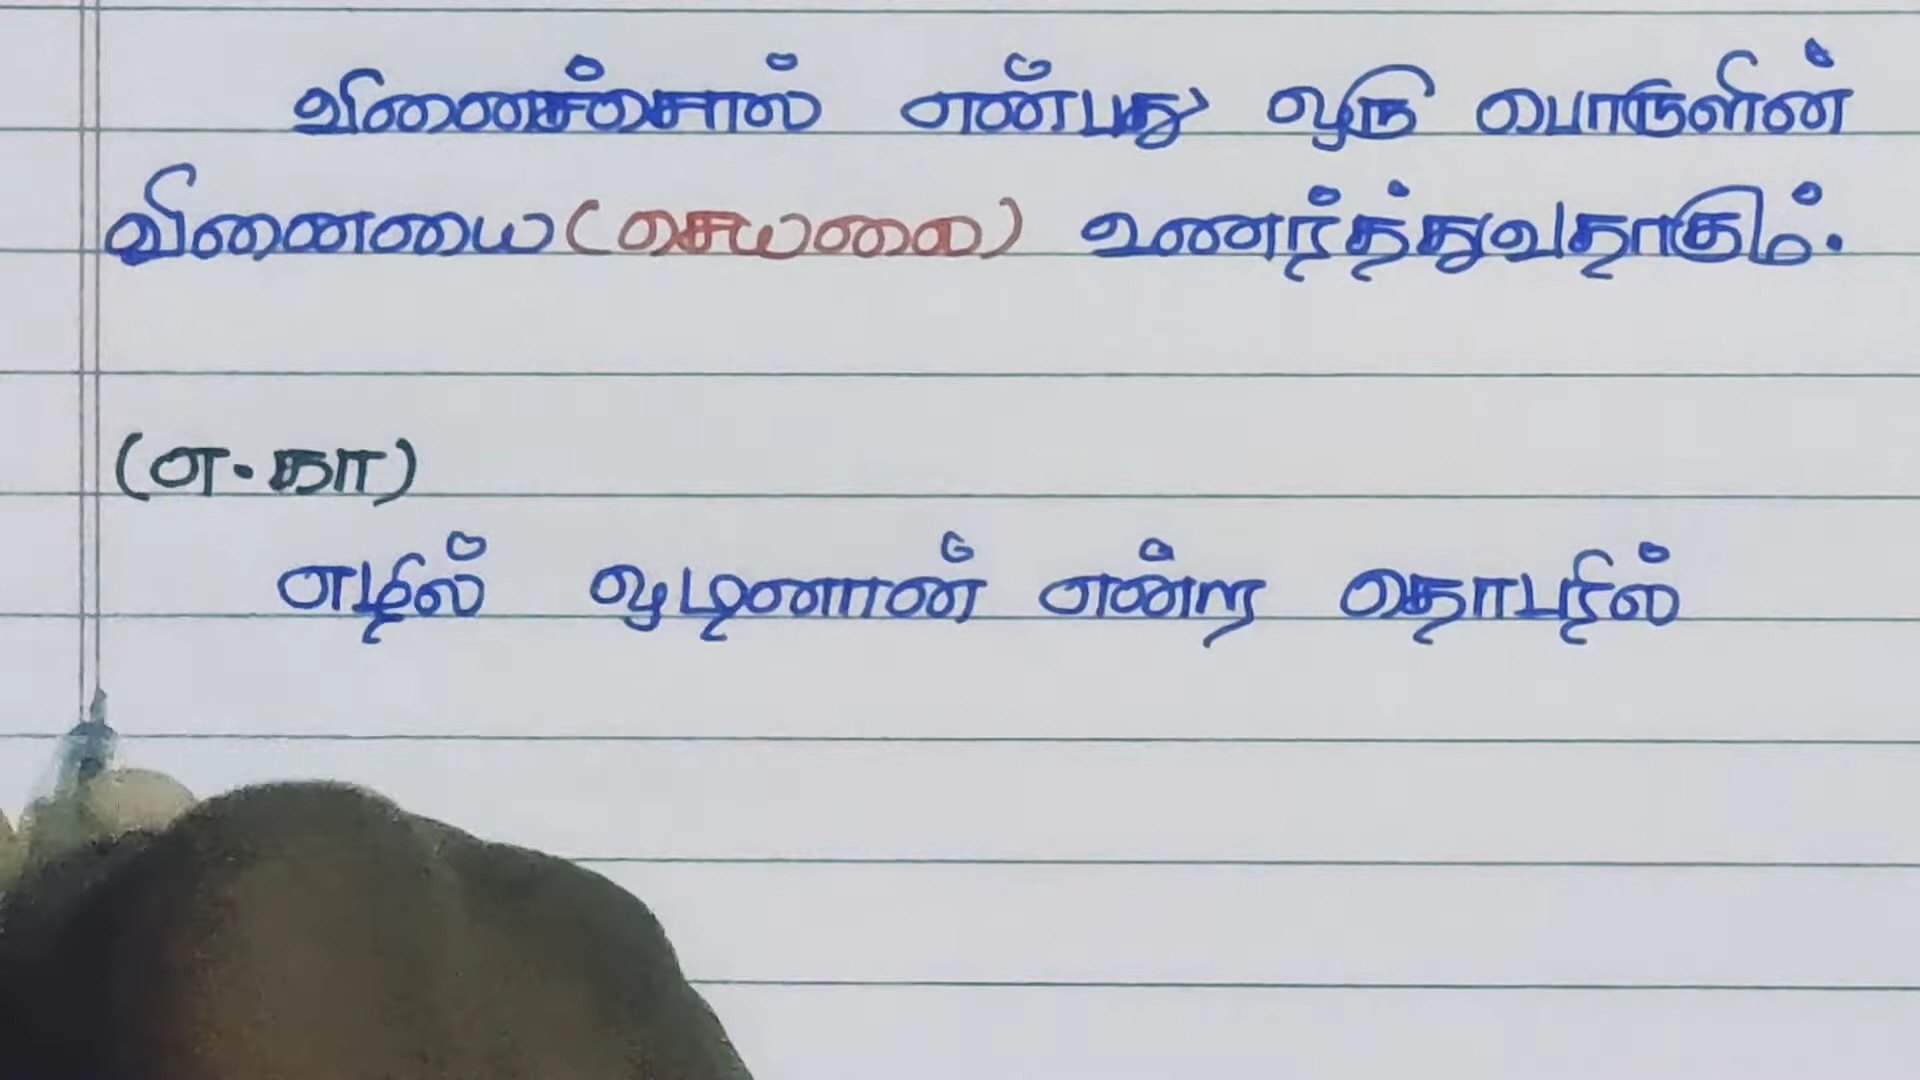 வினைச்சொல் என்பது ஒரு பொருளின்
வினையை (செயலை) உணர்த்துவதாகும்.
(எ.கா)
எழில் ஓடினான் என்ற தொடரில்